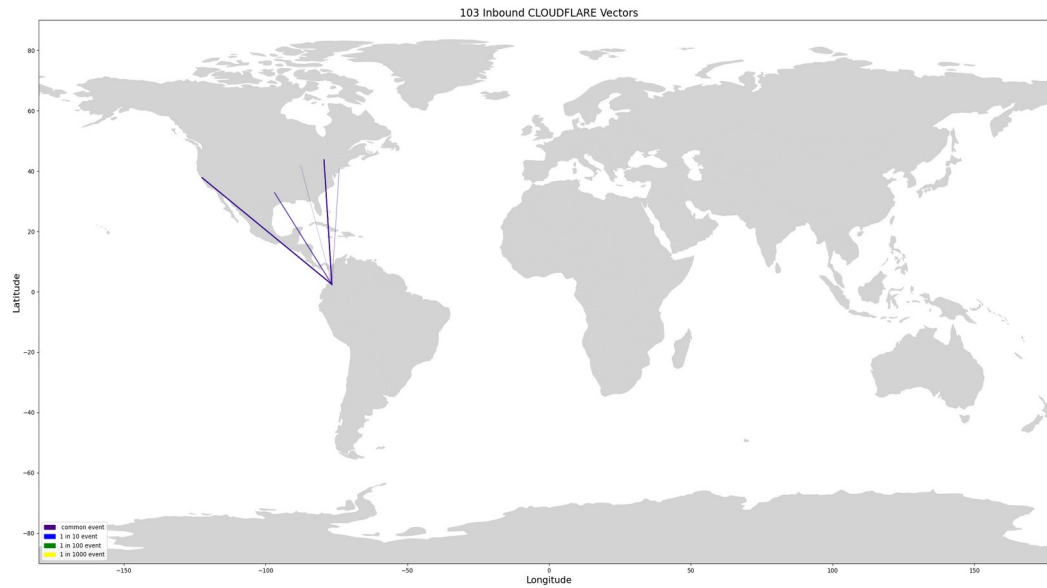 103 Inbound CLOUDFLARE Vectors
80
60
40
20
0
−20
−40
−60
−80
Latitude
common event
1 in 10 event
1 in 100 event
1 in 1000 event
−150
−100
−50
0
50
100
150
Longitude